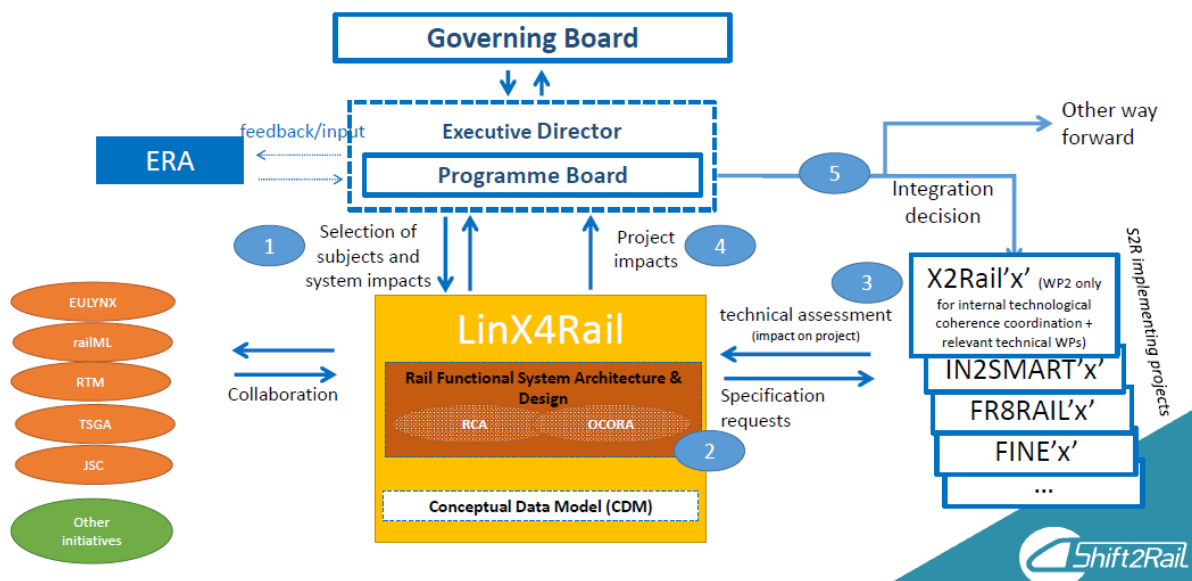 Governing Board
feedback/input
Executive Director
Programme Board
ERA
Other way
forward
5
Integration
decision
1
Selection of
subjects and
system impacts
Project
impacts
4
3
X2Rail'x' (WP2 only
for internal technological
coherence coordination +
relevant technical WPs)
IN2SMART'x'
FR8RAIL'x'
FINE'x'
...
S2R implementing projects
EULYNX
railML
RTM
TSGA
JSC
Other
initiatives
Collaboration
LinX4Rail
Rail Functional System Architecture &
Design
RCA
OCORA
2
Conceptual Data Model (CDM)
technical assessment
(impact on project)
Specification
requests
Shift2Rail